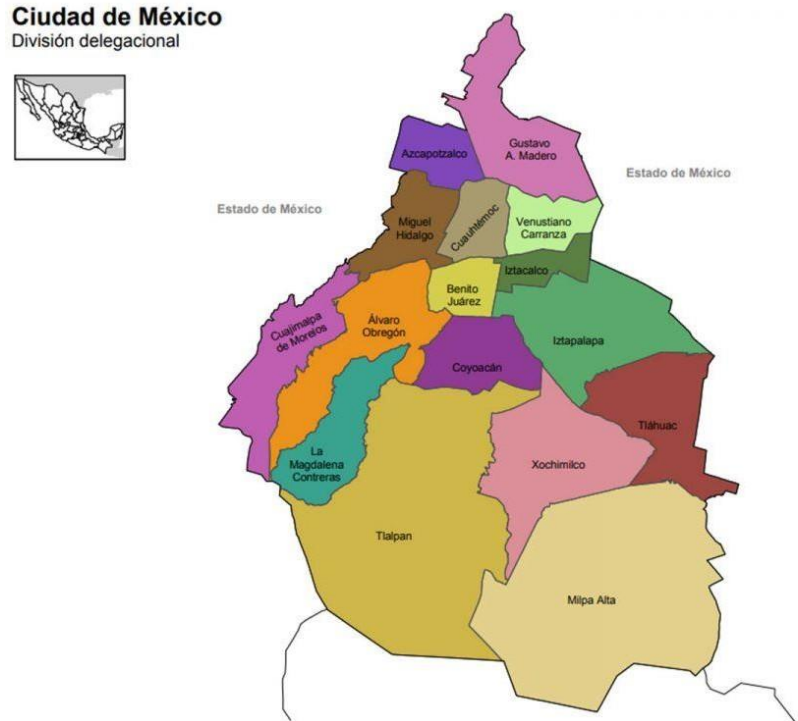 Ciudad de México
División delegacional
Gustavo
A. Madero
Azcapotzalco
Estado de México
Estado de México
Miguel
Hidalgo
Cuauhtémoc
Venustiano
Carranza
Iztacalco
Benito
Juárez
Cuajimalpa
de Morelos
Álvaro
Obregón
Iztapalapa
Coyoacán
Tláhuac
La
Magdalena
Contreras
Xochimilco
Tlalpan
Milpa Alta